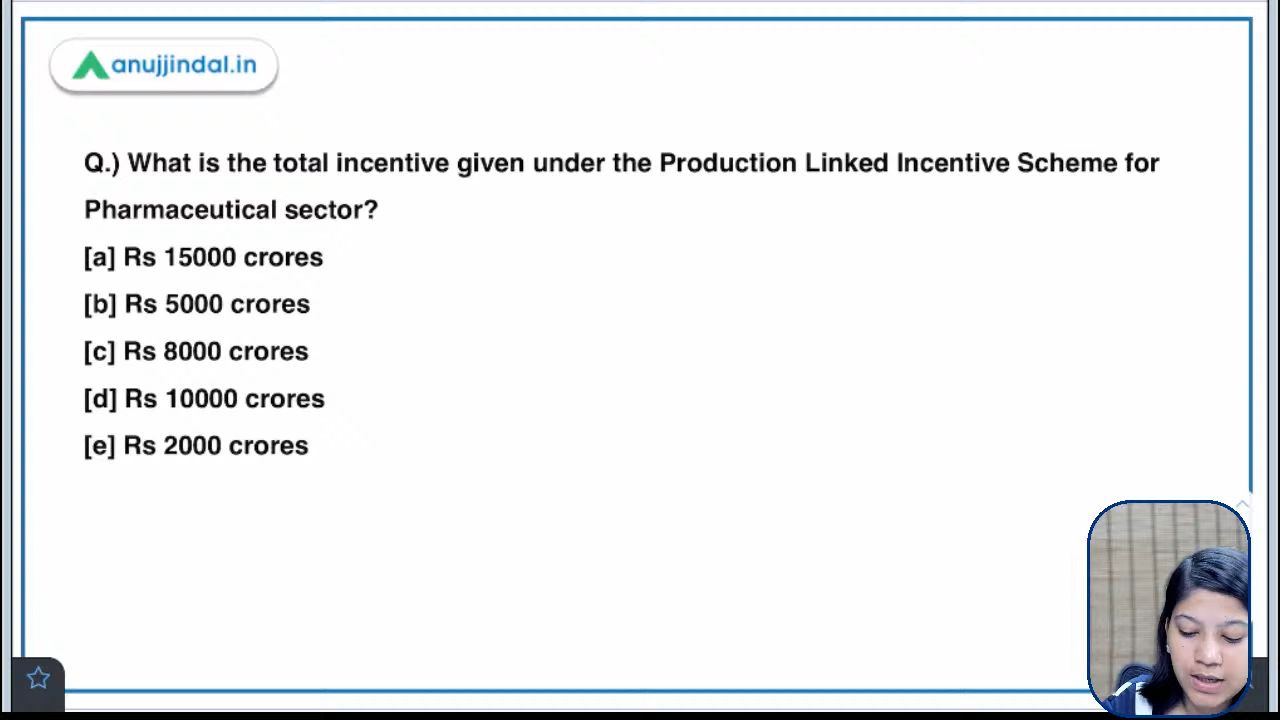 anujjindal.in
Q.) What is the total incentive given under the Production Linked Incentive Scheme for
Pharmaceutical sector?
[a] Rs 15000 crores
[b] Rs 5000 crores
[c] Rs 8000 crores
[d] Rs 10000 crores
[e] Rs 2000 crores